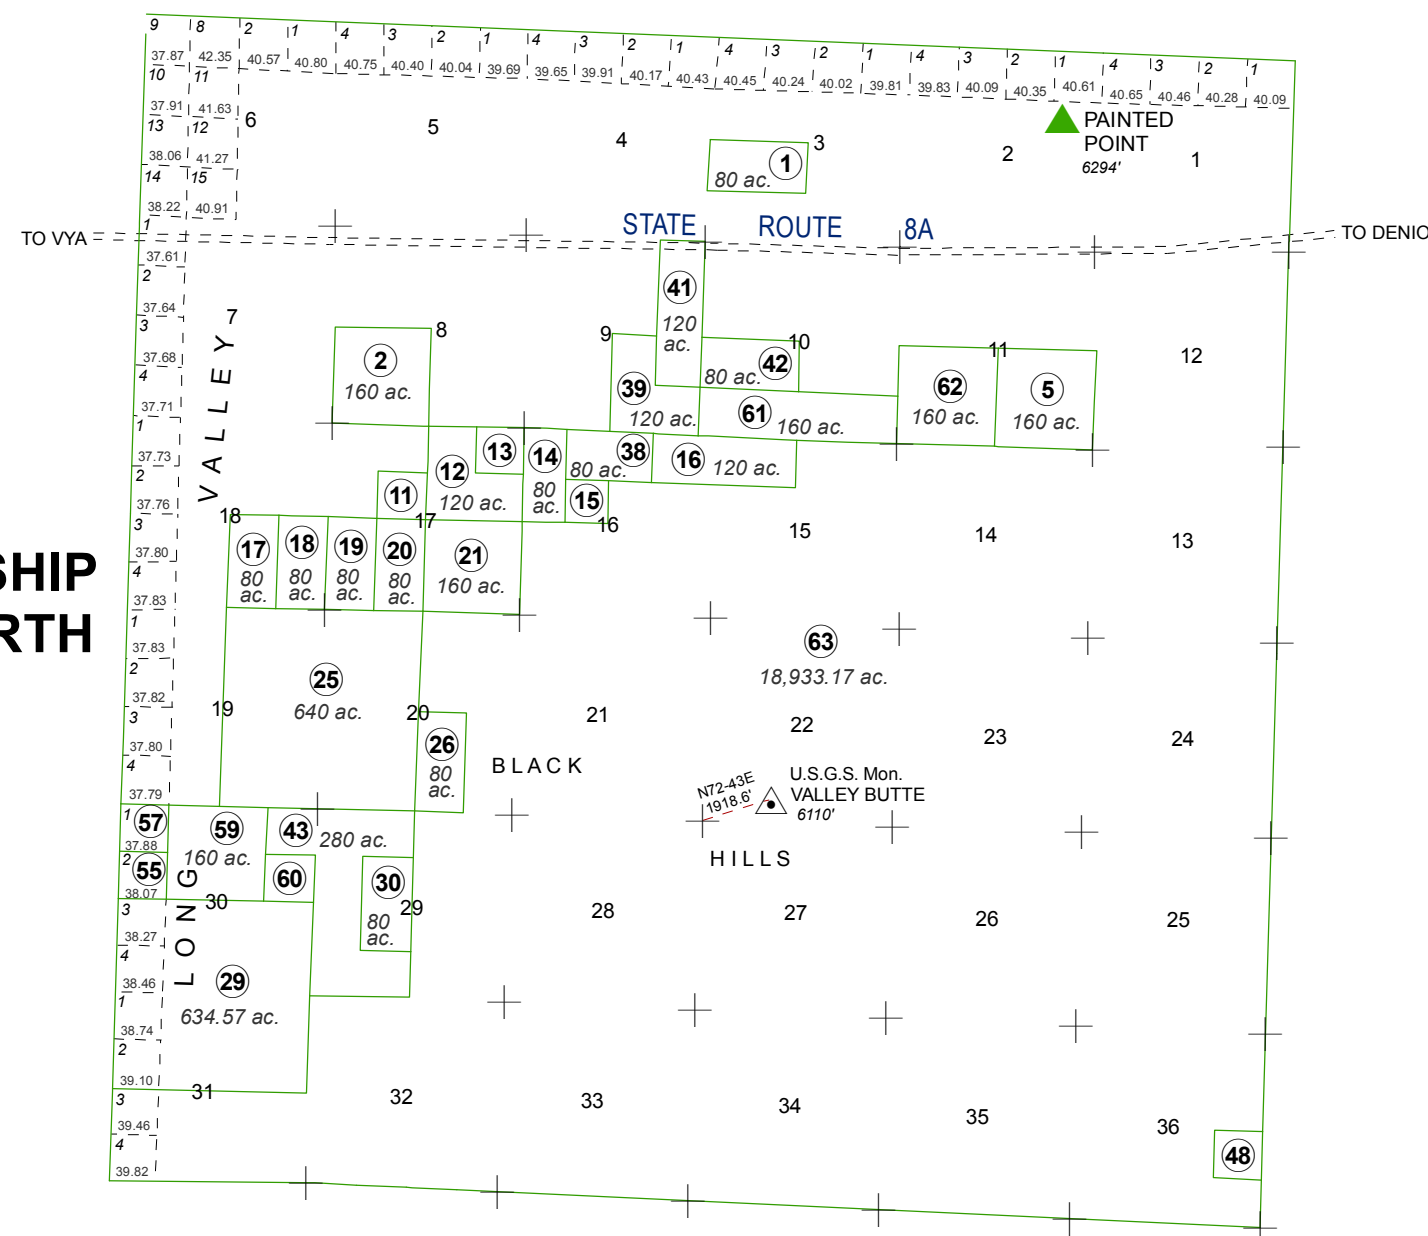 9 8 2 1 4 3 2 1 4 3 2 1 4 3 2 1 4 3 2 1 4 3 2 1
37.87 42.35 40.57 40.80 40.75 40.40 40.04 39.69 39.65 39.91 40.17 40.43 40.45 40.24 40.02 39.81 39.83 40.09 40.35 40.61 40.65 40.46 40.28 40.09
10 11
37.91 41.63
6 5 4 3 2 1
13 12
38.06 41.27
14 15
38.22 40.91
PAINTED
POINT
6294'
1
80 ac.
STATE ROUTE 8A
TO VYA
TO DENIO
1
37.61
2
37.64
3
37.68
4
37.71
7 8 9 10 11 12
VALLEY
2
160 ac.
41
120
ac.
42
80 ac.
39
120 ac.
61
160 ac.
62
160 ac.
5
160 ac.
1
37.73
2
37.76
3
37.80
4
37.83
18 17 16 15 14 13
11
12
120 ac.
13
14
80
ac.
38
80 ac.
15
16
120 ac.
17
80
ac.
18
80
ac.
19
80
ac.
20
80
ac.
21
160 ac.
SHIP
RTH
63
18,933.17 ac.
1
37.83
2
37.82
3
37.80
4
37.79
25
640 ac.
19 20 21 22 23 24
26
80
ac.
BLACK
HILLS
N72-43E
1918.6'
U.S.G.S. Mon.
VALLEY BUTTE
6110'
1
57
37.88
2
55
38.07
3
38.27
4
38.46
59
160 ac.
43
280 ac.
60
30
80
ac.
30 29 28 27 26 25
LONG
29
634.57 ac.
1
38.74
2
39.10
3
39.46
4
39.82
31 32 33 34 35 36
48